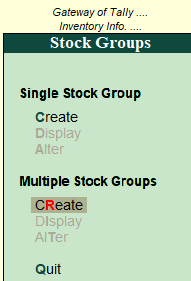 Gateway of Tally ....
Inventory Info. ....
Stock Groups
Single Stock Group
Create
Display
Alter
Multiple Stock Groups
CReate
DIsplay
AlTer
Quit